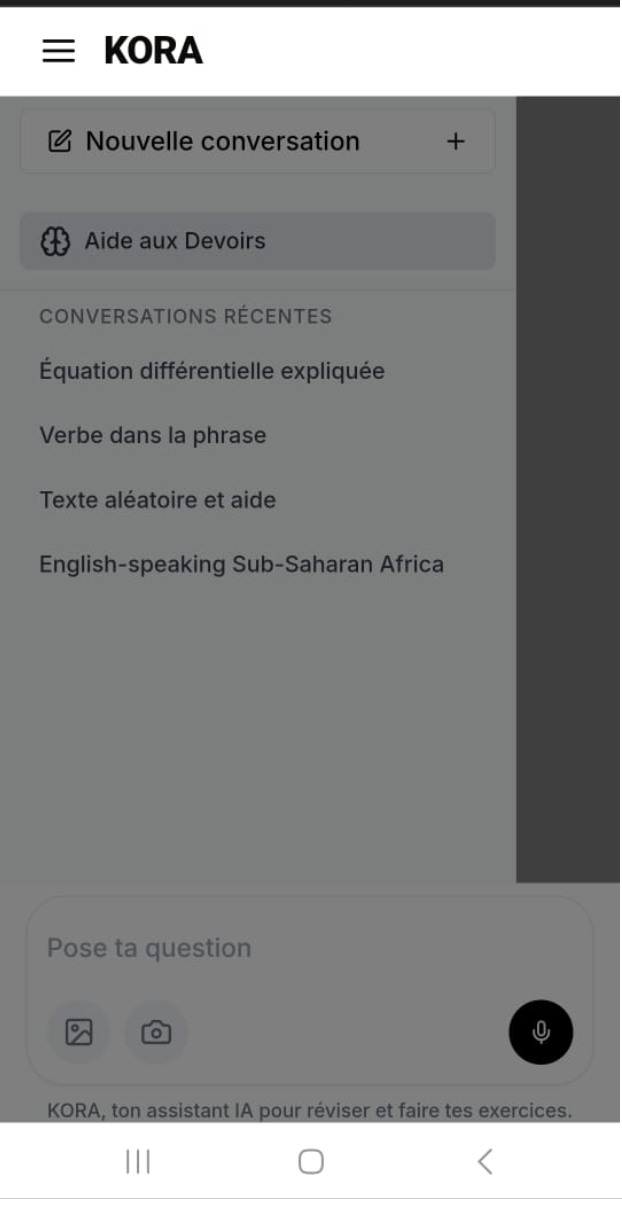 KORA
Nouvelle conversation
Aide aux Devoirs
CONVERSATIONS RÉCENTES
Équation différentielle expliquée
Verbe dans la phrase
Texte aléatoire et aide
English-speaking Sub-Saharan Africa
Pose ta question
KORA, ton assistant IA pour réviser et faire tes exercices.